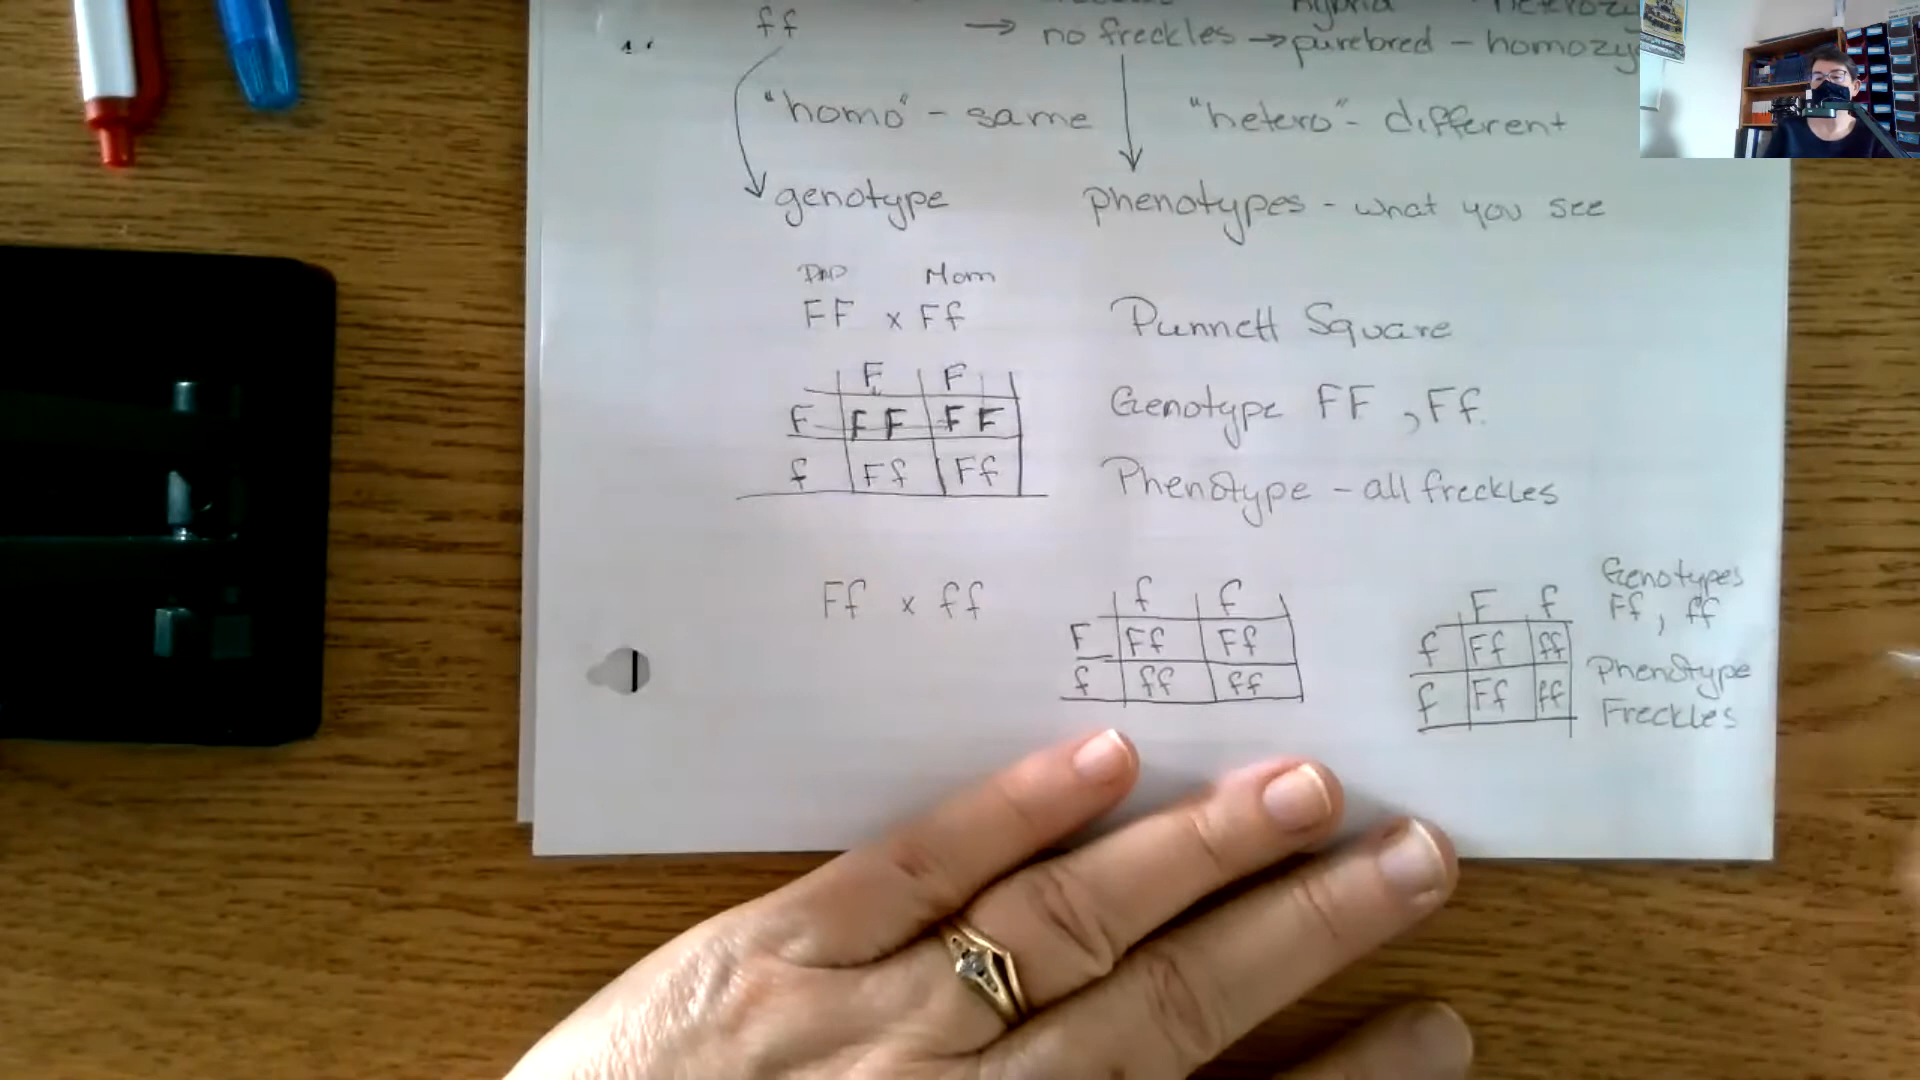 ff
→ no freckles → purebred - homozy
"homo" - same "hetero" - different
genotype phenotypes - what you see
DAD Mom
FF x Ff Punnett Square
F F
F FF FF Genotype FF , Ff.
f Ff Ff
Phenotype - all freckles
Ff x ff
f f
F Ff Ff
f ff ff
F f
f Ff ff
f Ff ff
Genotypes
Ff , ff
Phenotype
Freckles